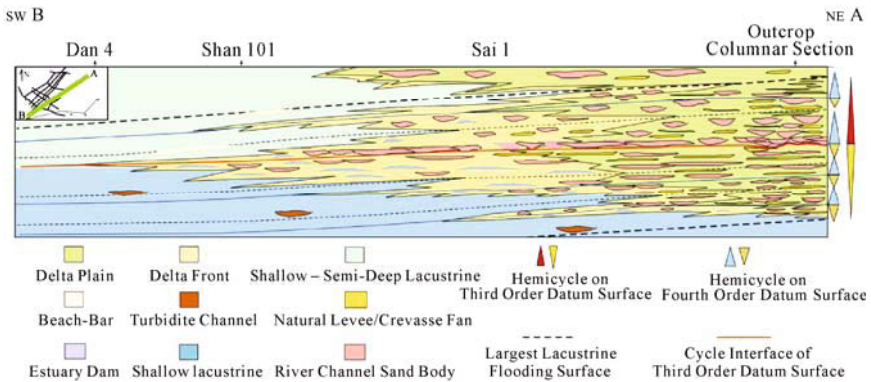 SW B
NE A
Dan 4
Shan 101
Sai 1
Outcrop
Columnar Section
A
B
Delta Plain
Delta Front
Shallow – Semi-Deep Lacustrine
Hemicycle on
Third Order Datum Surface
Hemicycle on
Fourth Order Datum Surface
Beach-Bar
Turbidite Channel
Natural Levee/Crevasse Fan
Estuary Dam
Shallow lacustrine
River Channel Sand Body
Largest Lacustrine
Flooding Surface
Cycle Interface of
Third Order Datum Surface